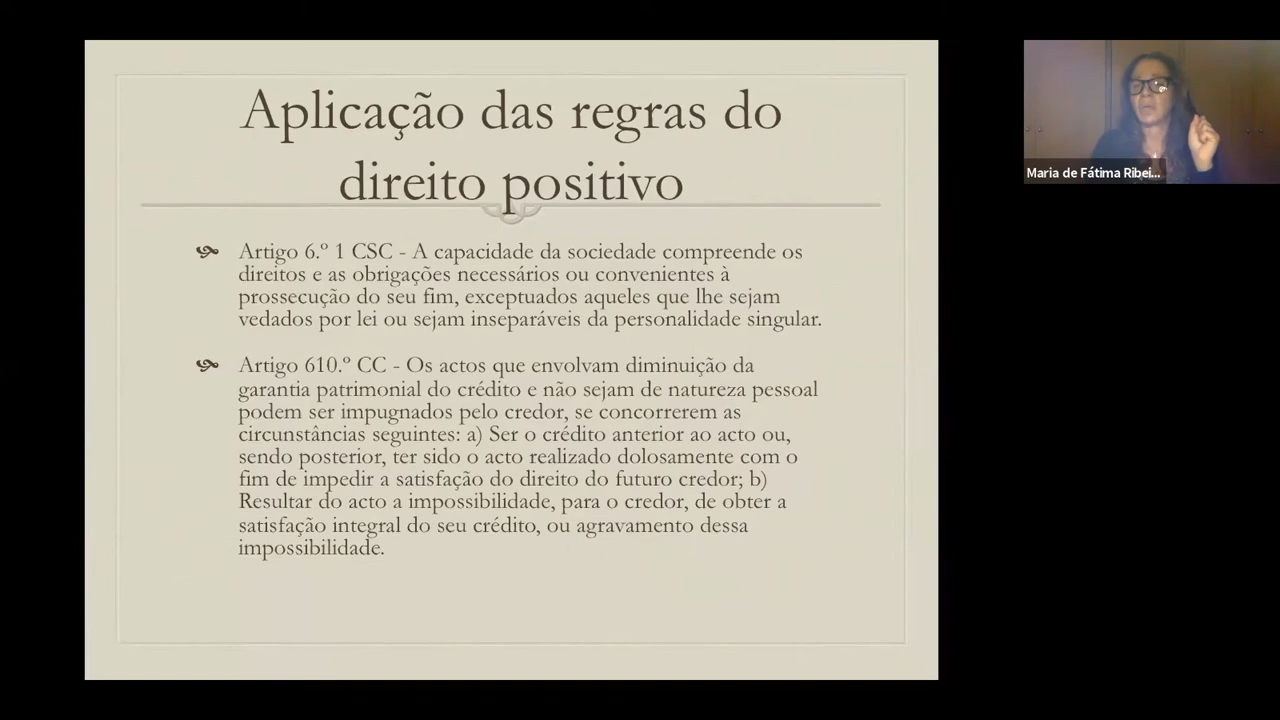 Aplicação das regras do
direito positivo
Artigo 6.º 1 CSC - A capacidade da sociedade compreende os
direitos e as obrigações necessários ou convenientes à
prossecução do seu fim, exceptuados aqueles que lhe sejam
vedados por lei ou sejam inseparáveis da personalidade singular.
Artigo 610.º CC - Os actos que envolvam diminuição da
garantia patrimonial do crédito e não sejam de natureza pessoal
podem ser impugnados pelo credor, se concorrerem as
circunstâncias seguintes: a) Ser o crédito anterior ao acto ou,
sendo posterior, ter sido o acto realizado dolosamente com o
fim de impedir a satisfação do direito do futuro credor; b)
Resultar do acto a impossibilidade, para o credor, de obter a
satisfação integral do seu crédito, ou agravamento dessa
impossibilidade.
Maria de Fátima Ribei...